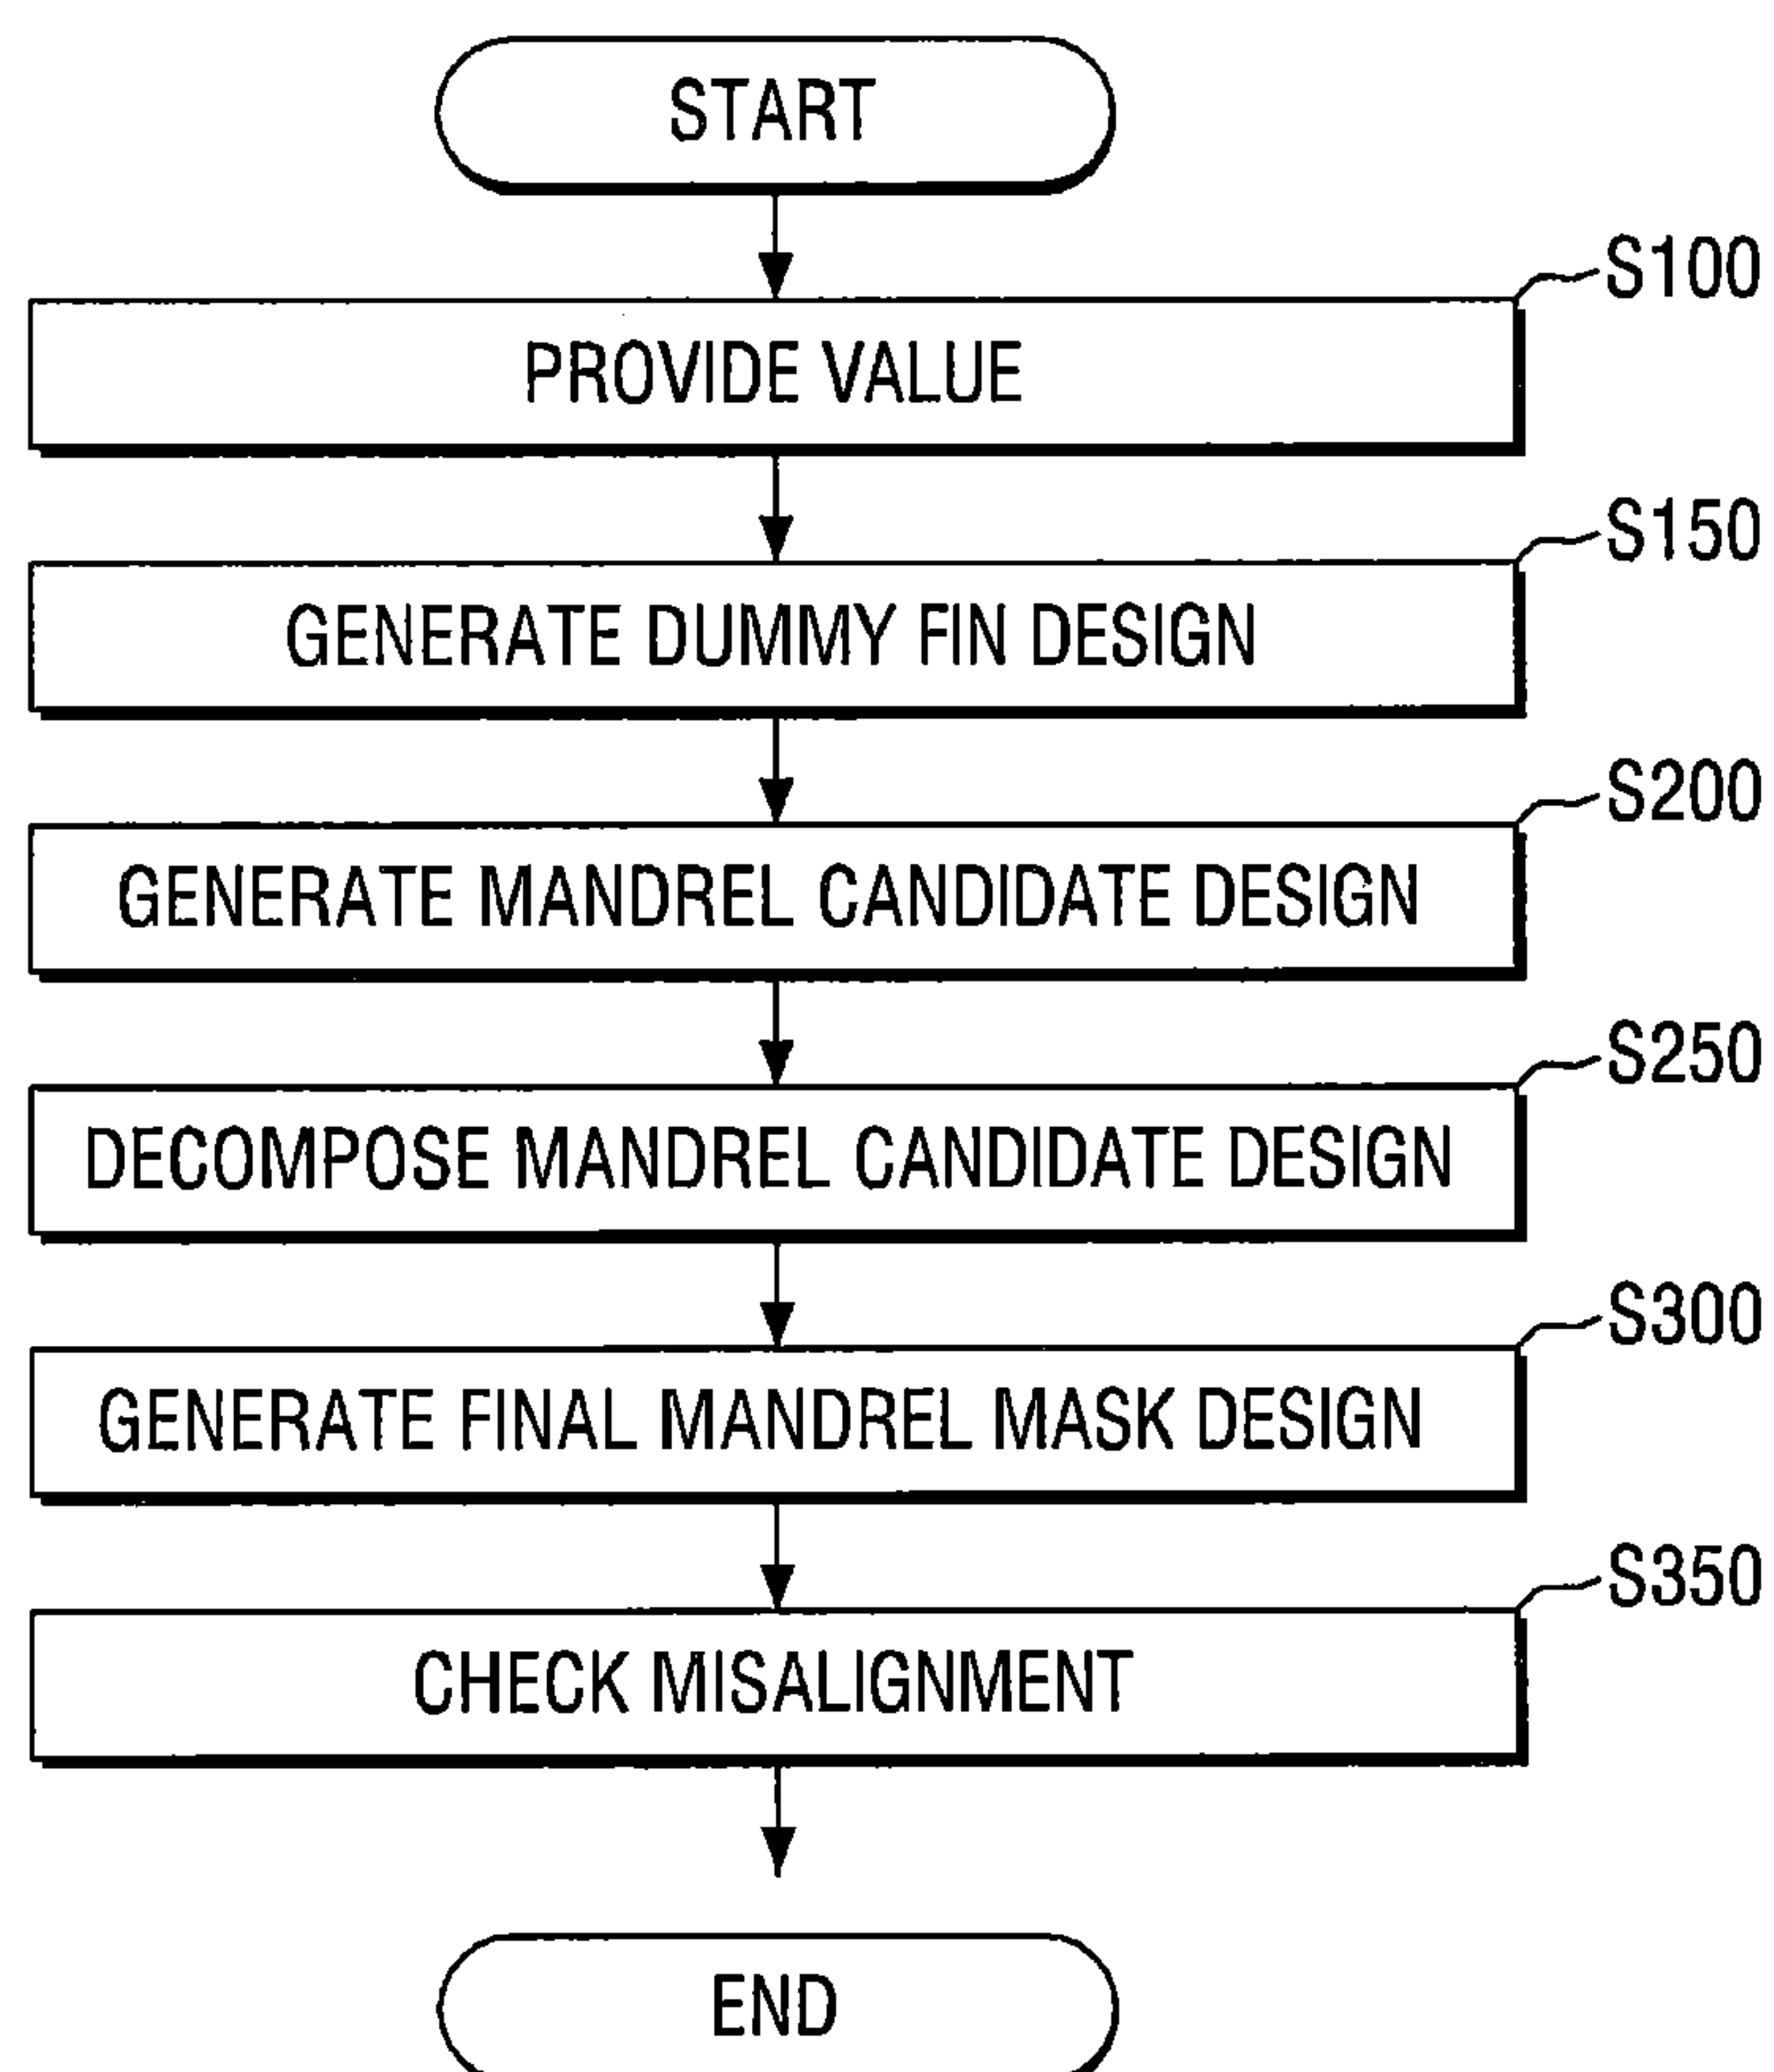 START
S100
PROVIDE VALUE
S150
GENERATE DUMMY FIN DESIGN
S200
GENERATE MANDREL CANDIDATE DESIGN
S250
DECOMPOSE MANDREL CANDIDATE DESIGN
S300
GENERATE FINAL MANDREL MASK DESIGN
S350
CHECK MISALIGNMENT
END